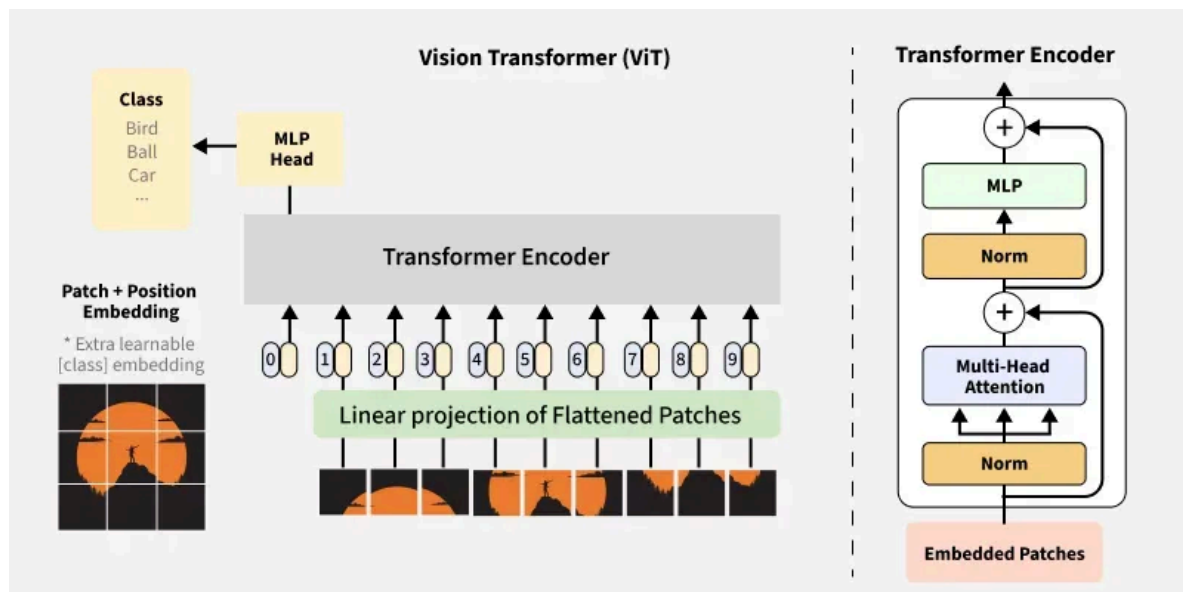 Vision Transformer (ViT)
Class
Bird
Ball
Car
...
MLP
Head
Transformer Encoder
Patch + Position
Embedding
* Extra learnable
[class] embedding
0 1 2 3 4 5 6 7 8 9
Linear projection of Flattened Patches
Transformer Encoder
+
MLP
Norm
+
Multi-Head
Attention
Norm
Embedded Patches